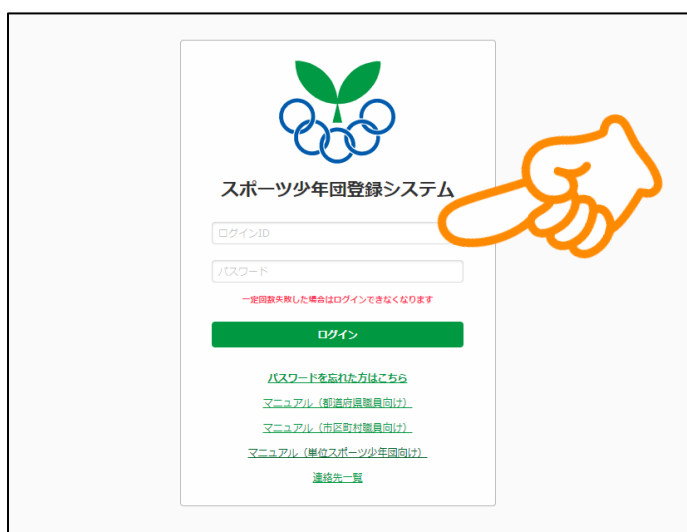 スポーツ少年団登録システム
ログインID
パスワード
一定回数失敗した場合はログインできなくなります
ログイン
パスワードを忘れた方はこちら
マニュアル（都道府県職員向け）
マニュアル（市区町村職員向け）
マニュアル（単位スポーツ少年団向け）
連絡先一覧